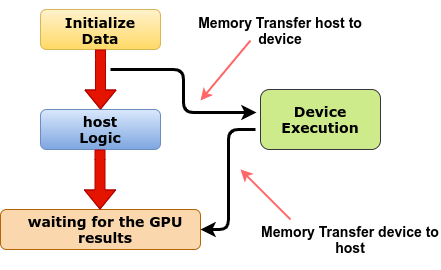 Initialize
Data
Memory Transfer host to
device
host
Logic
Device
Execution
waiting for the GPU
results
Memory Transfer device to
host